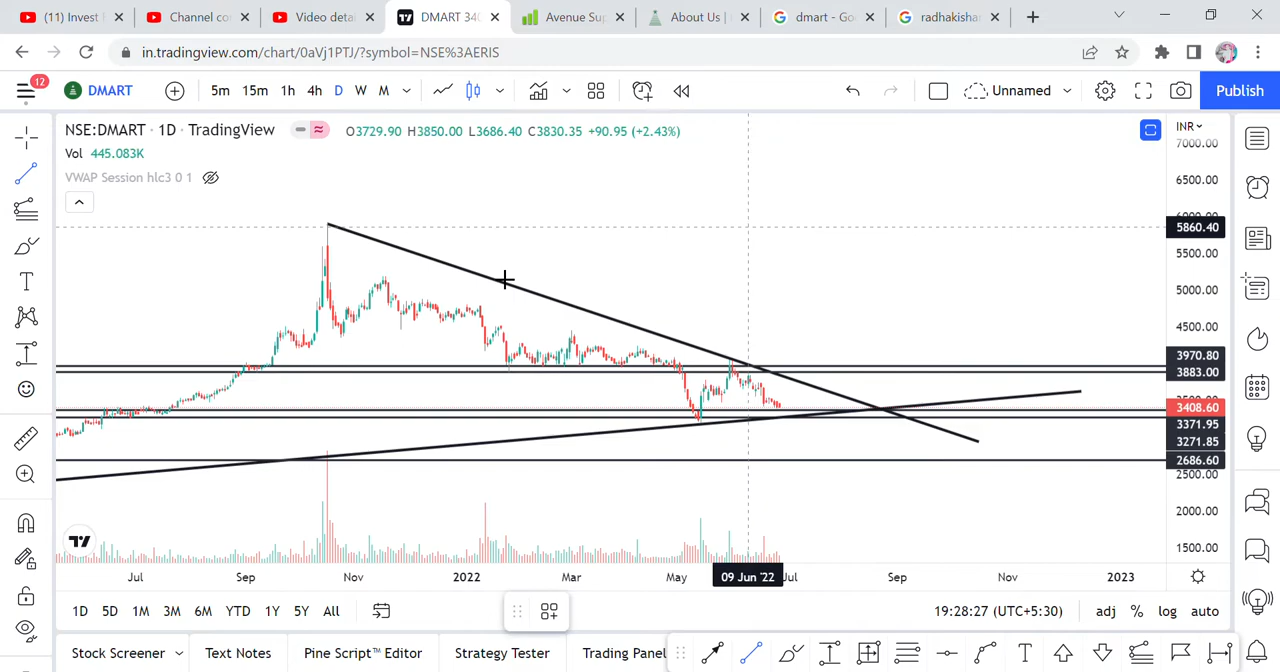 (11) Invest
Channel co
Video deta
DMART 340
Avenue Sup
About Us |
dmart - Go
radhakisha
in.tradingview.com/chart/0aVj1PTJ/?symbol=NSE%3AERIS
12
DMART
5m 15m 1h 4h D W M
Unnamed
Publish
NSE:DMART · 1D · TradingView
O3729.90 H3850.00 L3686.40 C3830.35 +90.95 (+2.43%)
Vol 445.083K
VWAP Session hlc3 0 1
INR
7000.00
6500.00
5860.40
5500.00
5000.00
4500.00
3970.80
3883.00
3408.60
3371.95
3271.85
2686.60
2500.00
2000.00
1500.00
Jul Sep Nov 2022 Mar May 09 Jun '22 Jul Sep Nov 2023
1D 5D 1M 3M 6M YTD 1Y 5Y All
19:28:27 (UTC+5:30) adj % log auto
Stock Screener Text Notes Pine Script™ Editor Strategy Tester Trading Panel